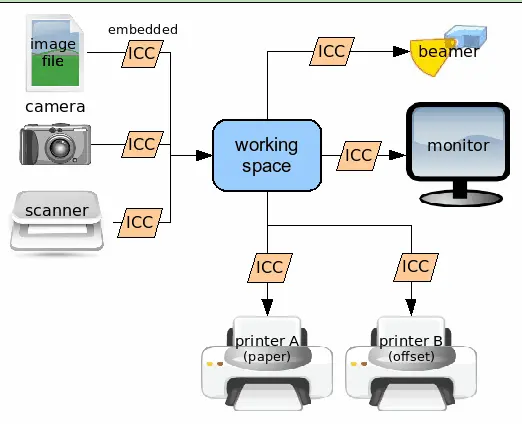 image
file
embedded
ICC
camera
ICC
scanner
ICC
working
space
ICC
beamer
ICC
monitor
ICC
ICC
printer A
(paper)
printer B
(offset)